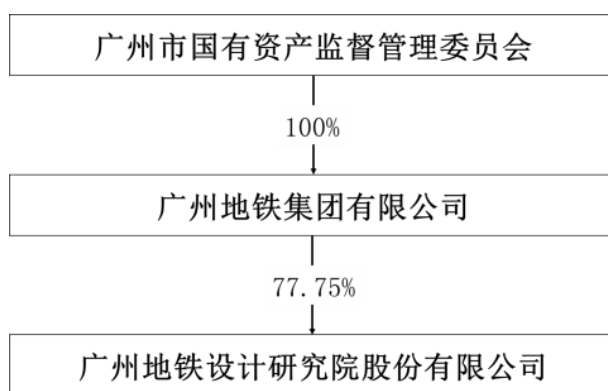 广州市国有资产监督管理委员会
100%
广州地铁集团有限公司
77.75%
广州地铁设计研究院股份有限公司